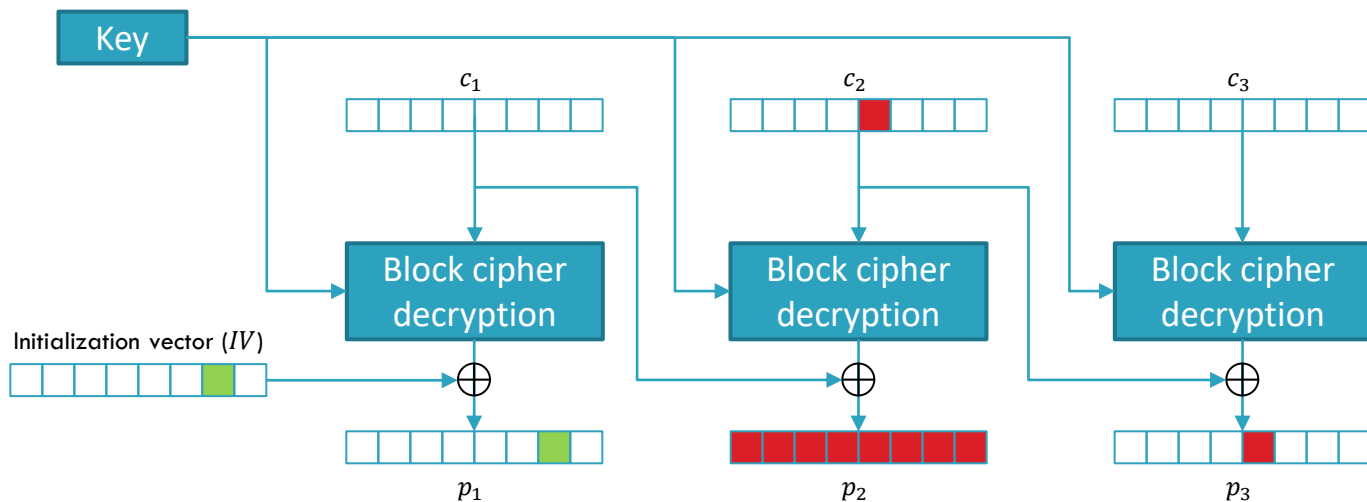 Key
c₁
c₂
c₃
Block cipher
decryption
Block cipher
decryption
Block cipher
decryption
Initialization vector (IV)
p₁
p₂
p₃